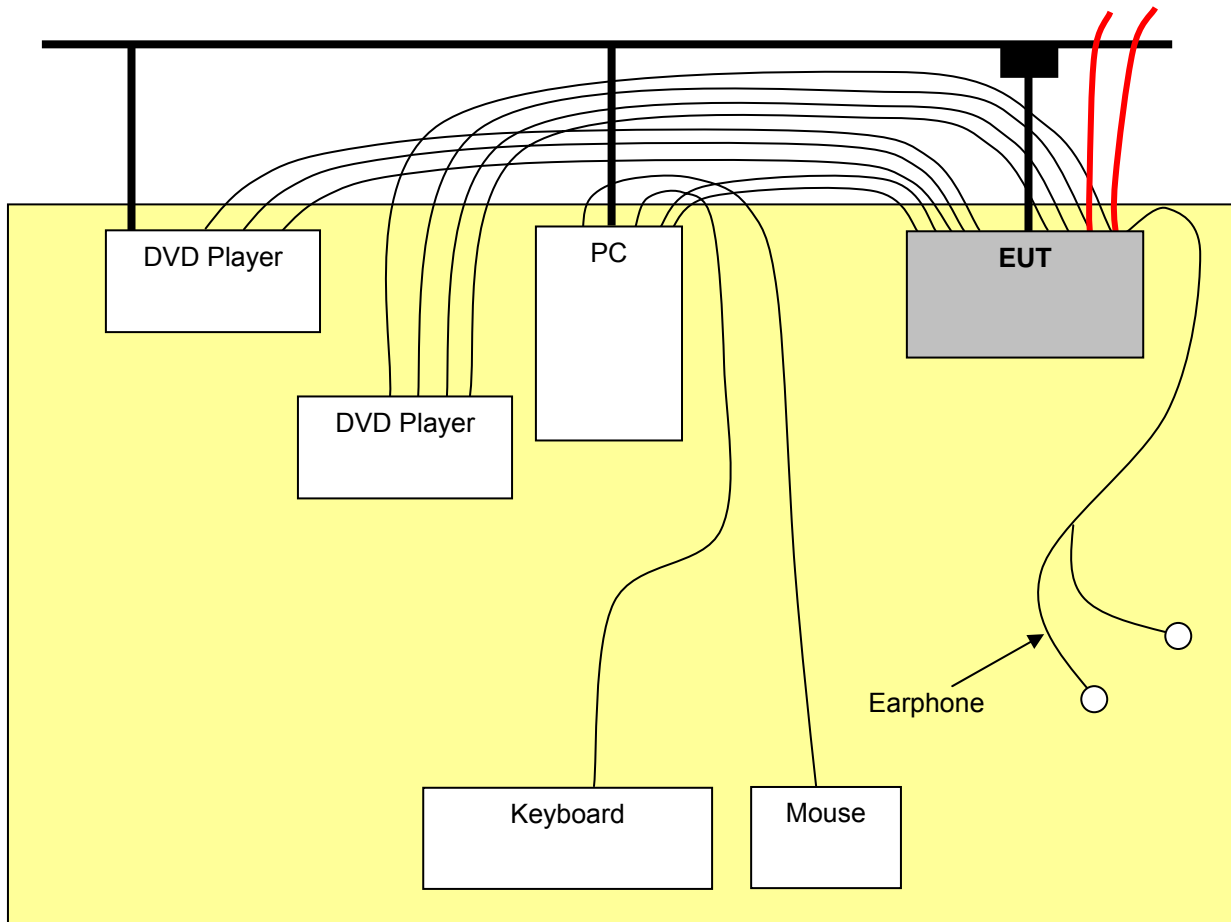 DVD Player
PC
EUT
DVD Player
Earphone
Keyboard
Mouse